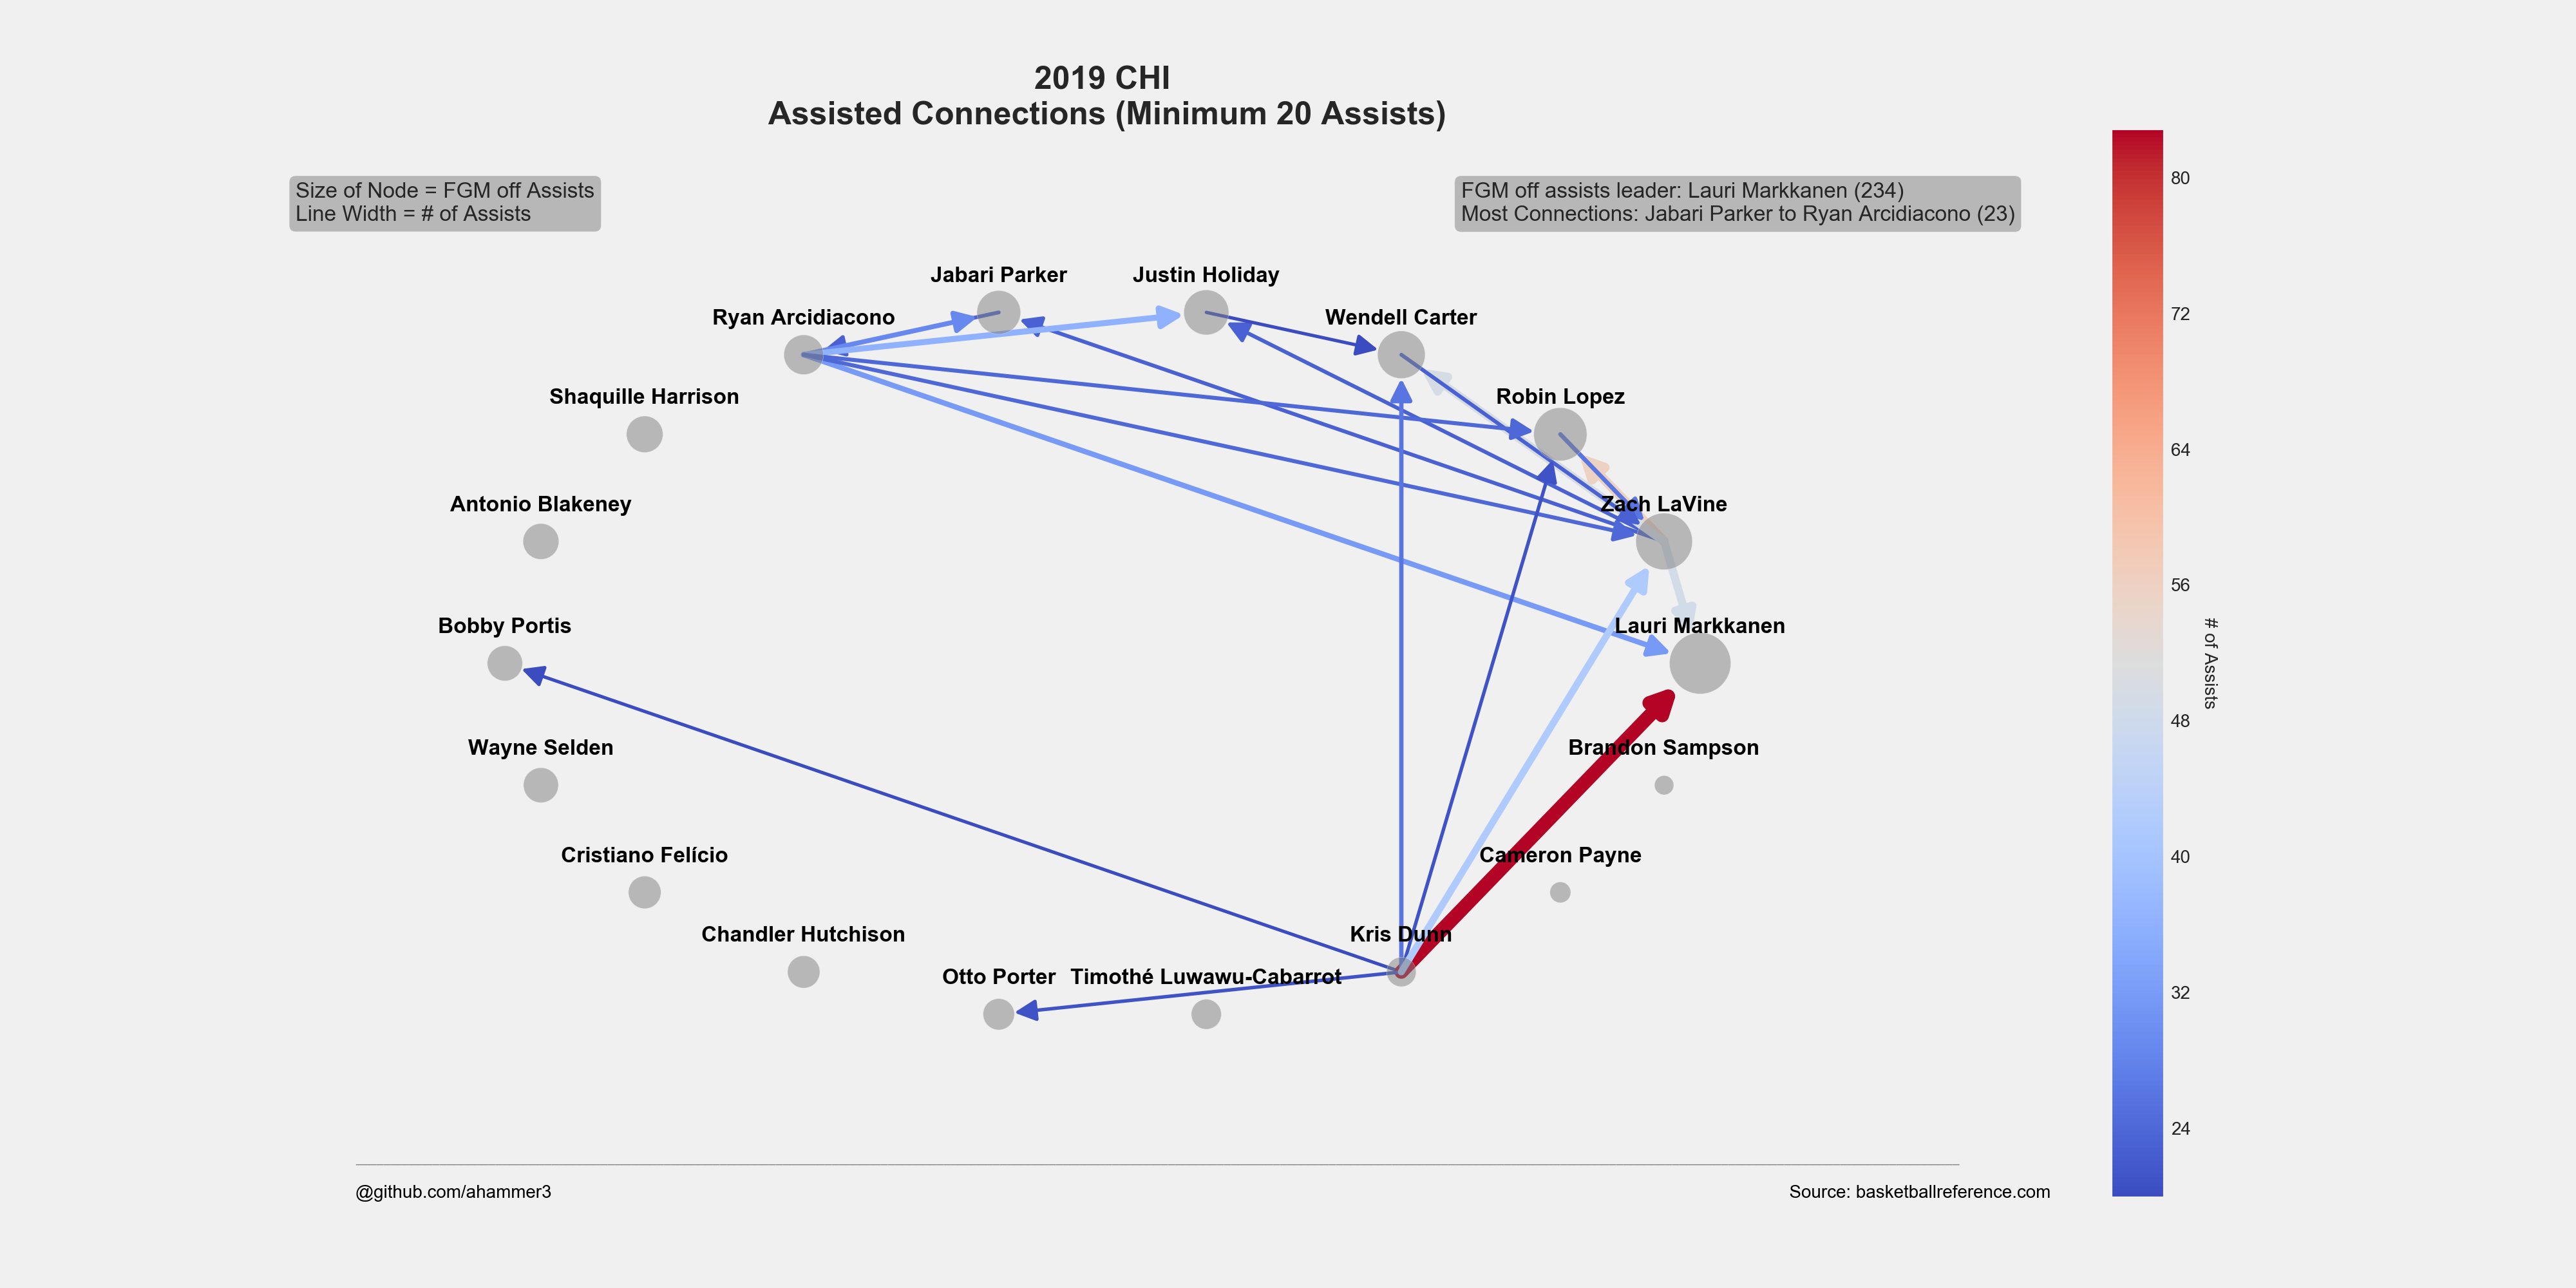 2019 CHI
Assisted Connections (Minimum 20 Assists)
Size of Node = FGM off Assists
Line Width = # of Assists
FGM off assists leader: Lauri Markkanen (234)
Most Connections: Jabari Parker to Ryan Arcidiacono (23)
Jabari Parker
Justin Holiday
Ryan Arcidiacono
Wendell Carter
Shaquille Harrison
Robin Lopez
Antonio Blakeney
Zach LaVine
Bobby Portis
Lauri Markkanen
Wayne Selden
Brandon Sampson
Cristiano Felício
Cameron Payne
Chandler Hutchison
Kris Dunn
Otto Porter
Timothé Luwawu-Cabarrot
80
72
64
56
48
40
32
24
# of Assists
@github.com/ahammer3
Source: basketballreference.com